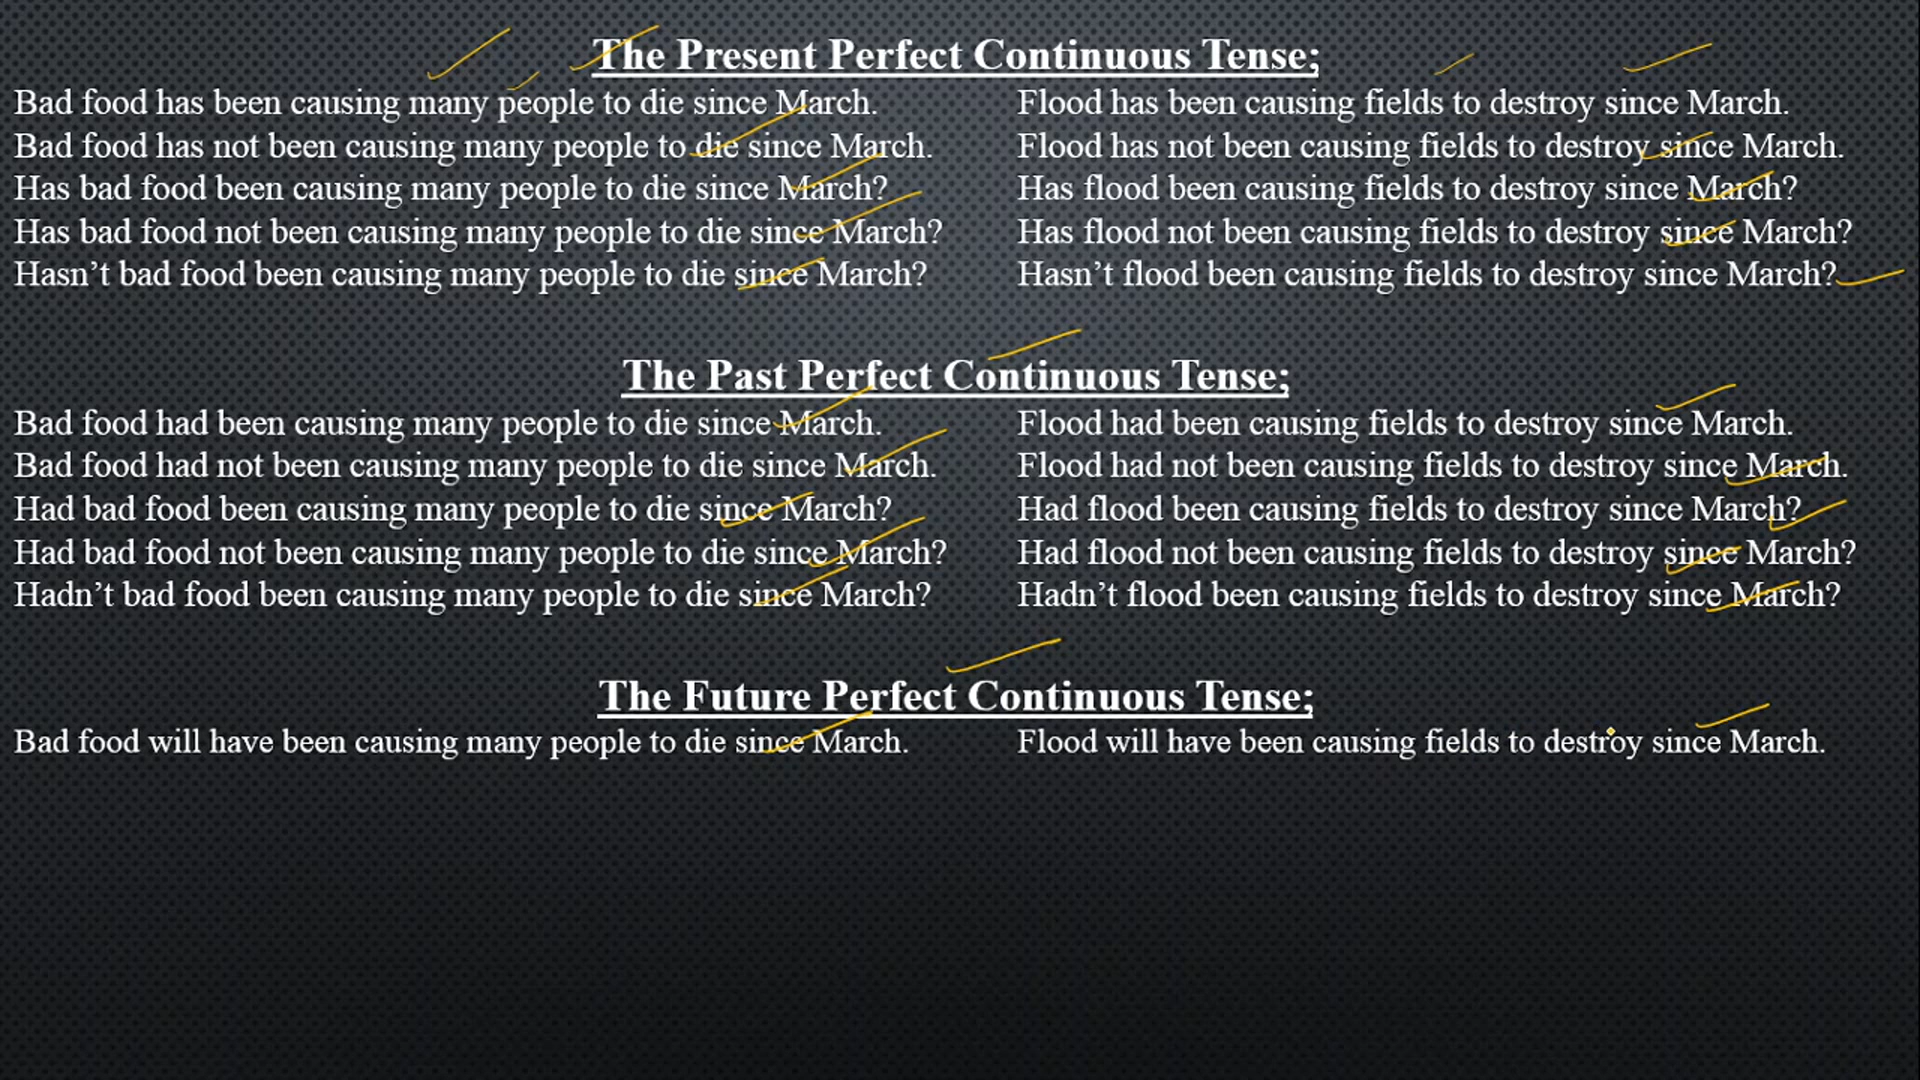 The Present Perfect Continuous Tense;
Bad food has been causing many people to die since March.
Bad food has not been causing many people to die since March.
Has bad food been causing many people to die since March?
Has bad food not been causing many people to die since March?
Hasn’t bad food been causing many people to die since March?
Flood has been causing fields to destroy since March.
Flood has not been causing fields to destroy since March.
Has flood been causing fields to destroy since March?
Has flood not been causing fields to destroy since March?
Hasn’t flood been causing fields to destroy since March?
The Past Perfect Continuous Tense;
Bad food had been causing many people to die since March.
Bad food had not been causing many people to die since March.
Had bad food been causing many people to die since March?
Had bad food not been causing many people to die since March?
Hadn’t bad food been causing many people to die since March?
Flood had been causing fields to destroy since March.
Flood had not been causing fields to destroy since March.
Had flood been causing fields to destroy since March?
Had flood not been causing fields to destroy since March?
Hadn’t flood been causing fields to destroy since March?
The Future Perfect Continuous Tense;
Bad food will have been causing many people to die since March.
Flood will have been causing fields to destroy since March.